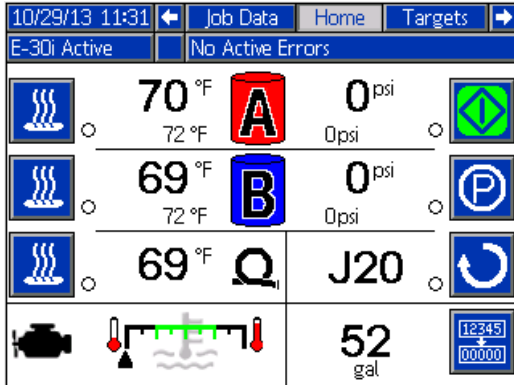 10/29/13 11:31 Job Data Home Targets
E-30i Active No Active Errors
70 °F A 0 psi
72 °F 0psi
69 °F B 0 psi
72 °F 0psi
P
69 °F J20
52
gal
12345
00000